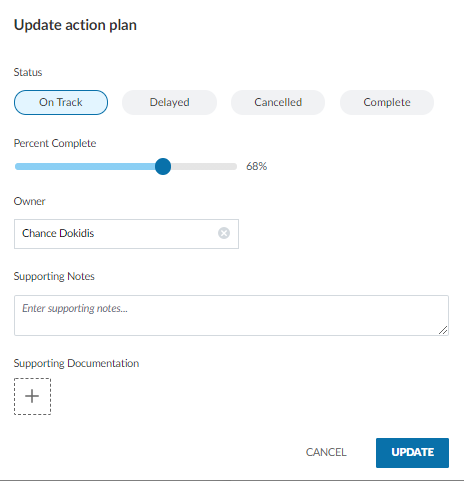 Update action plan
Status
On Track Delayed Cancelled Complete
Percent Complete
68%
Owner
Chance Dokidis
Supporting Notes
Enter supporting notes...
Supporting Documentation
CANCEL UPDATE